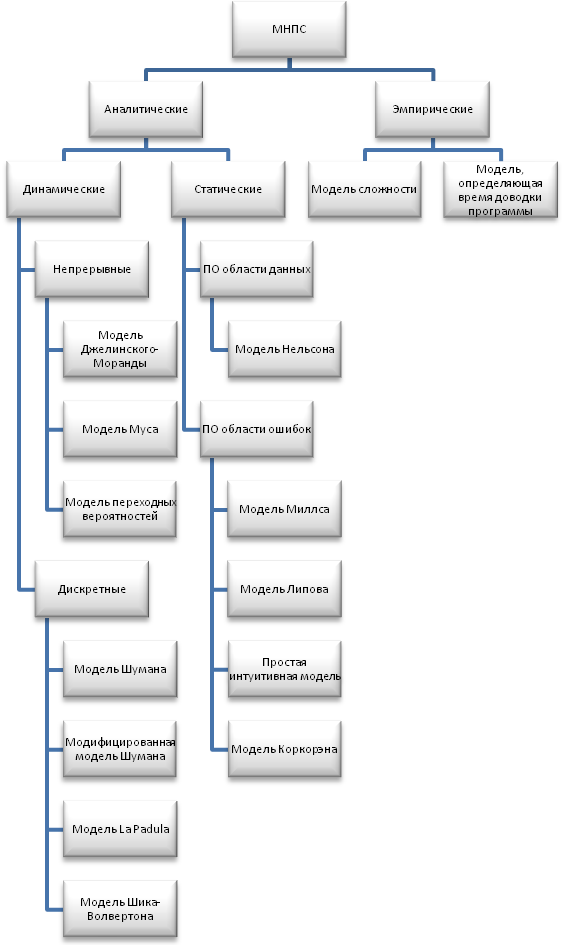 МНПС
Аналитические
Эмпирические
Динамические
Статические
Модель сложности
Модель,
определяющая
время доводки
программы
Непрерывные
ПО области данных
Модель
Джелинского-
Моранды
Модель Нельсона
Модель Муса
ПО области ошибок
Модель переходных
вероятностей
Модель Миллса
Дискретные
Модель Липова
Модель Шумана
Простая
интуитивная модель
Модифицированная
модель Шумана
Модель Коркорэна
Модель La Padula
Модель Шика-
Волвертона